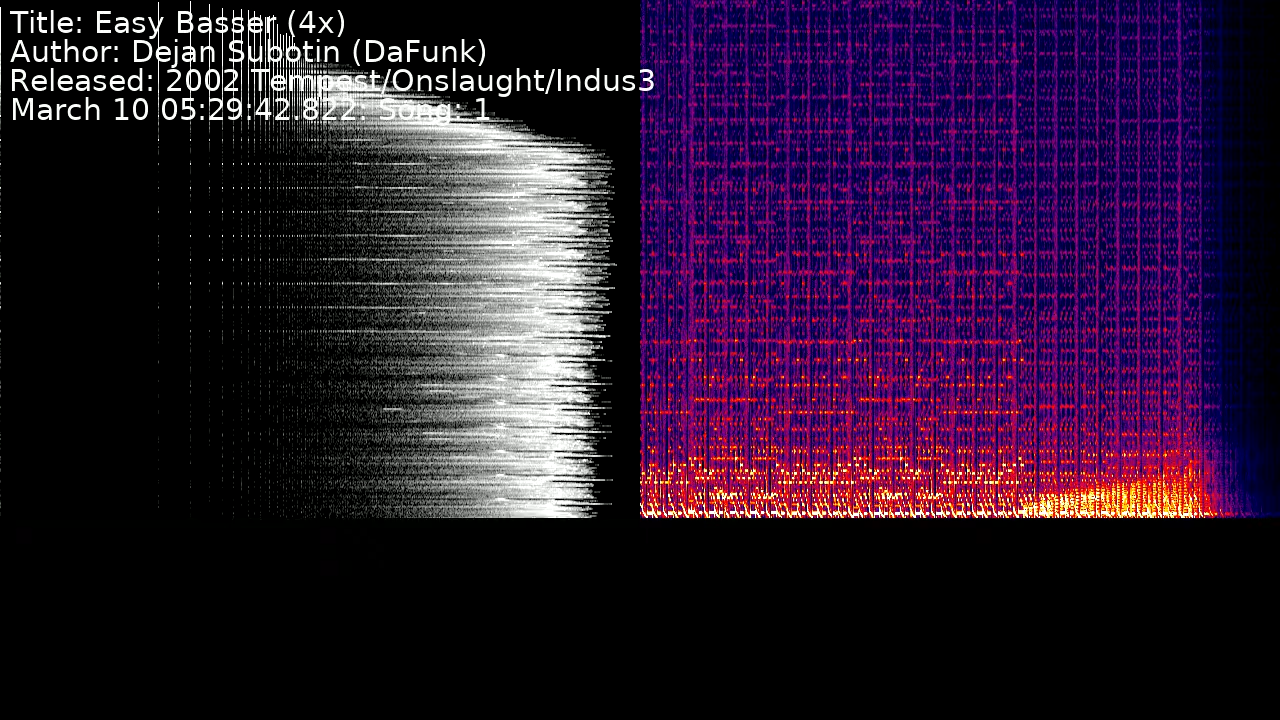 Title: Easy Basser (4x)
Author: Dejan Subotin (DaFunk)
Released: 2002 Tempest/Onslaught/Indus3
March 10 05:29:42.822: Song: 1